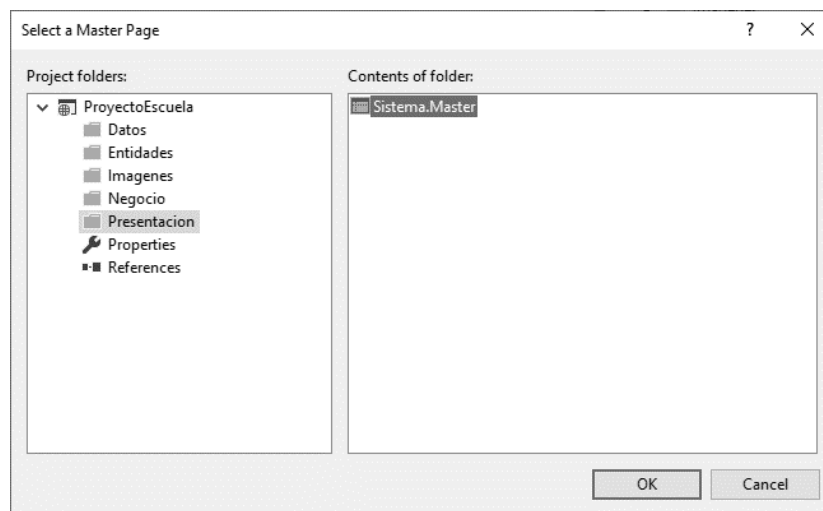 Select a Master Page
Project folders:
ProyectoEscuela
Datos
Entidades
Imagenes
Negocio
Presentacion
Properties
References
Contents of folder:
Sistema.Master
OK
Cancel